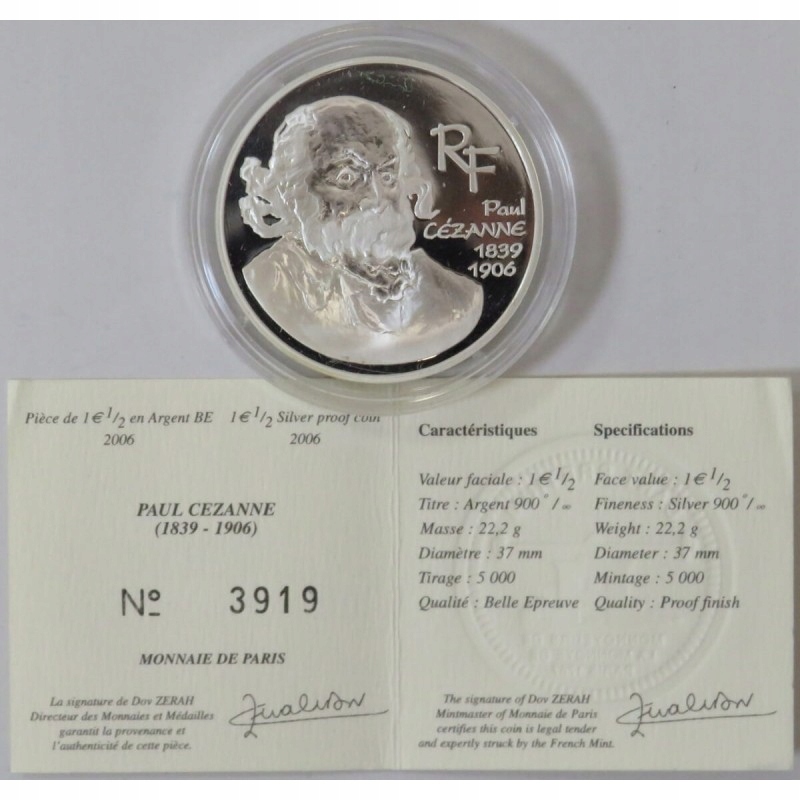 RF
Paul
CÉZANNE
1839
1906
Pièce de 1 € 1/2 en Argent BE
2006
1 € 1/2 Silver proof coin
2006
PAUL CEZANNE
(1839 - 1906)
Nº 3919
MONNAIE DE PARIS
La signature de Dov ZERAH
Directeur des Monnaies et Médailles
garantit la provenance et
l'authenticité de cette pièce.
Caractéristiques
Valeur faciale : 1 € 1/2
Titre : Argent 900 °/∞
Masse : 22,2 g
Diamètre : 37 mm
Tirage : 5 000
Qualité : Belle Epreuve
Specifications
Face value : 1 € 1/2
Fineness : Silver 900 °/∞
Weight : 22,2 g
Diameter : 37 mm
Mintage : 5 000
Quality : Proof finish
The signature of Dov ZERAH
Mintmaster of Monnaie de Paris
certifies this coin is legal tender
and expertly struck by the French Mint.